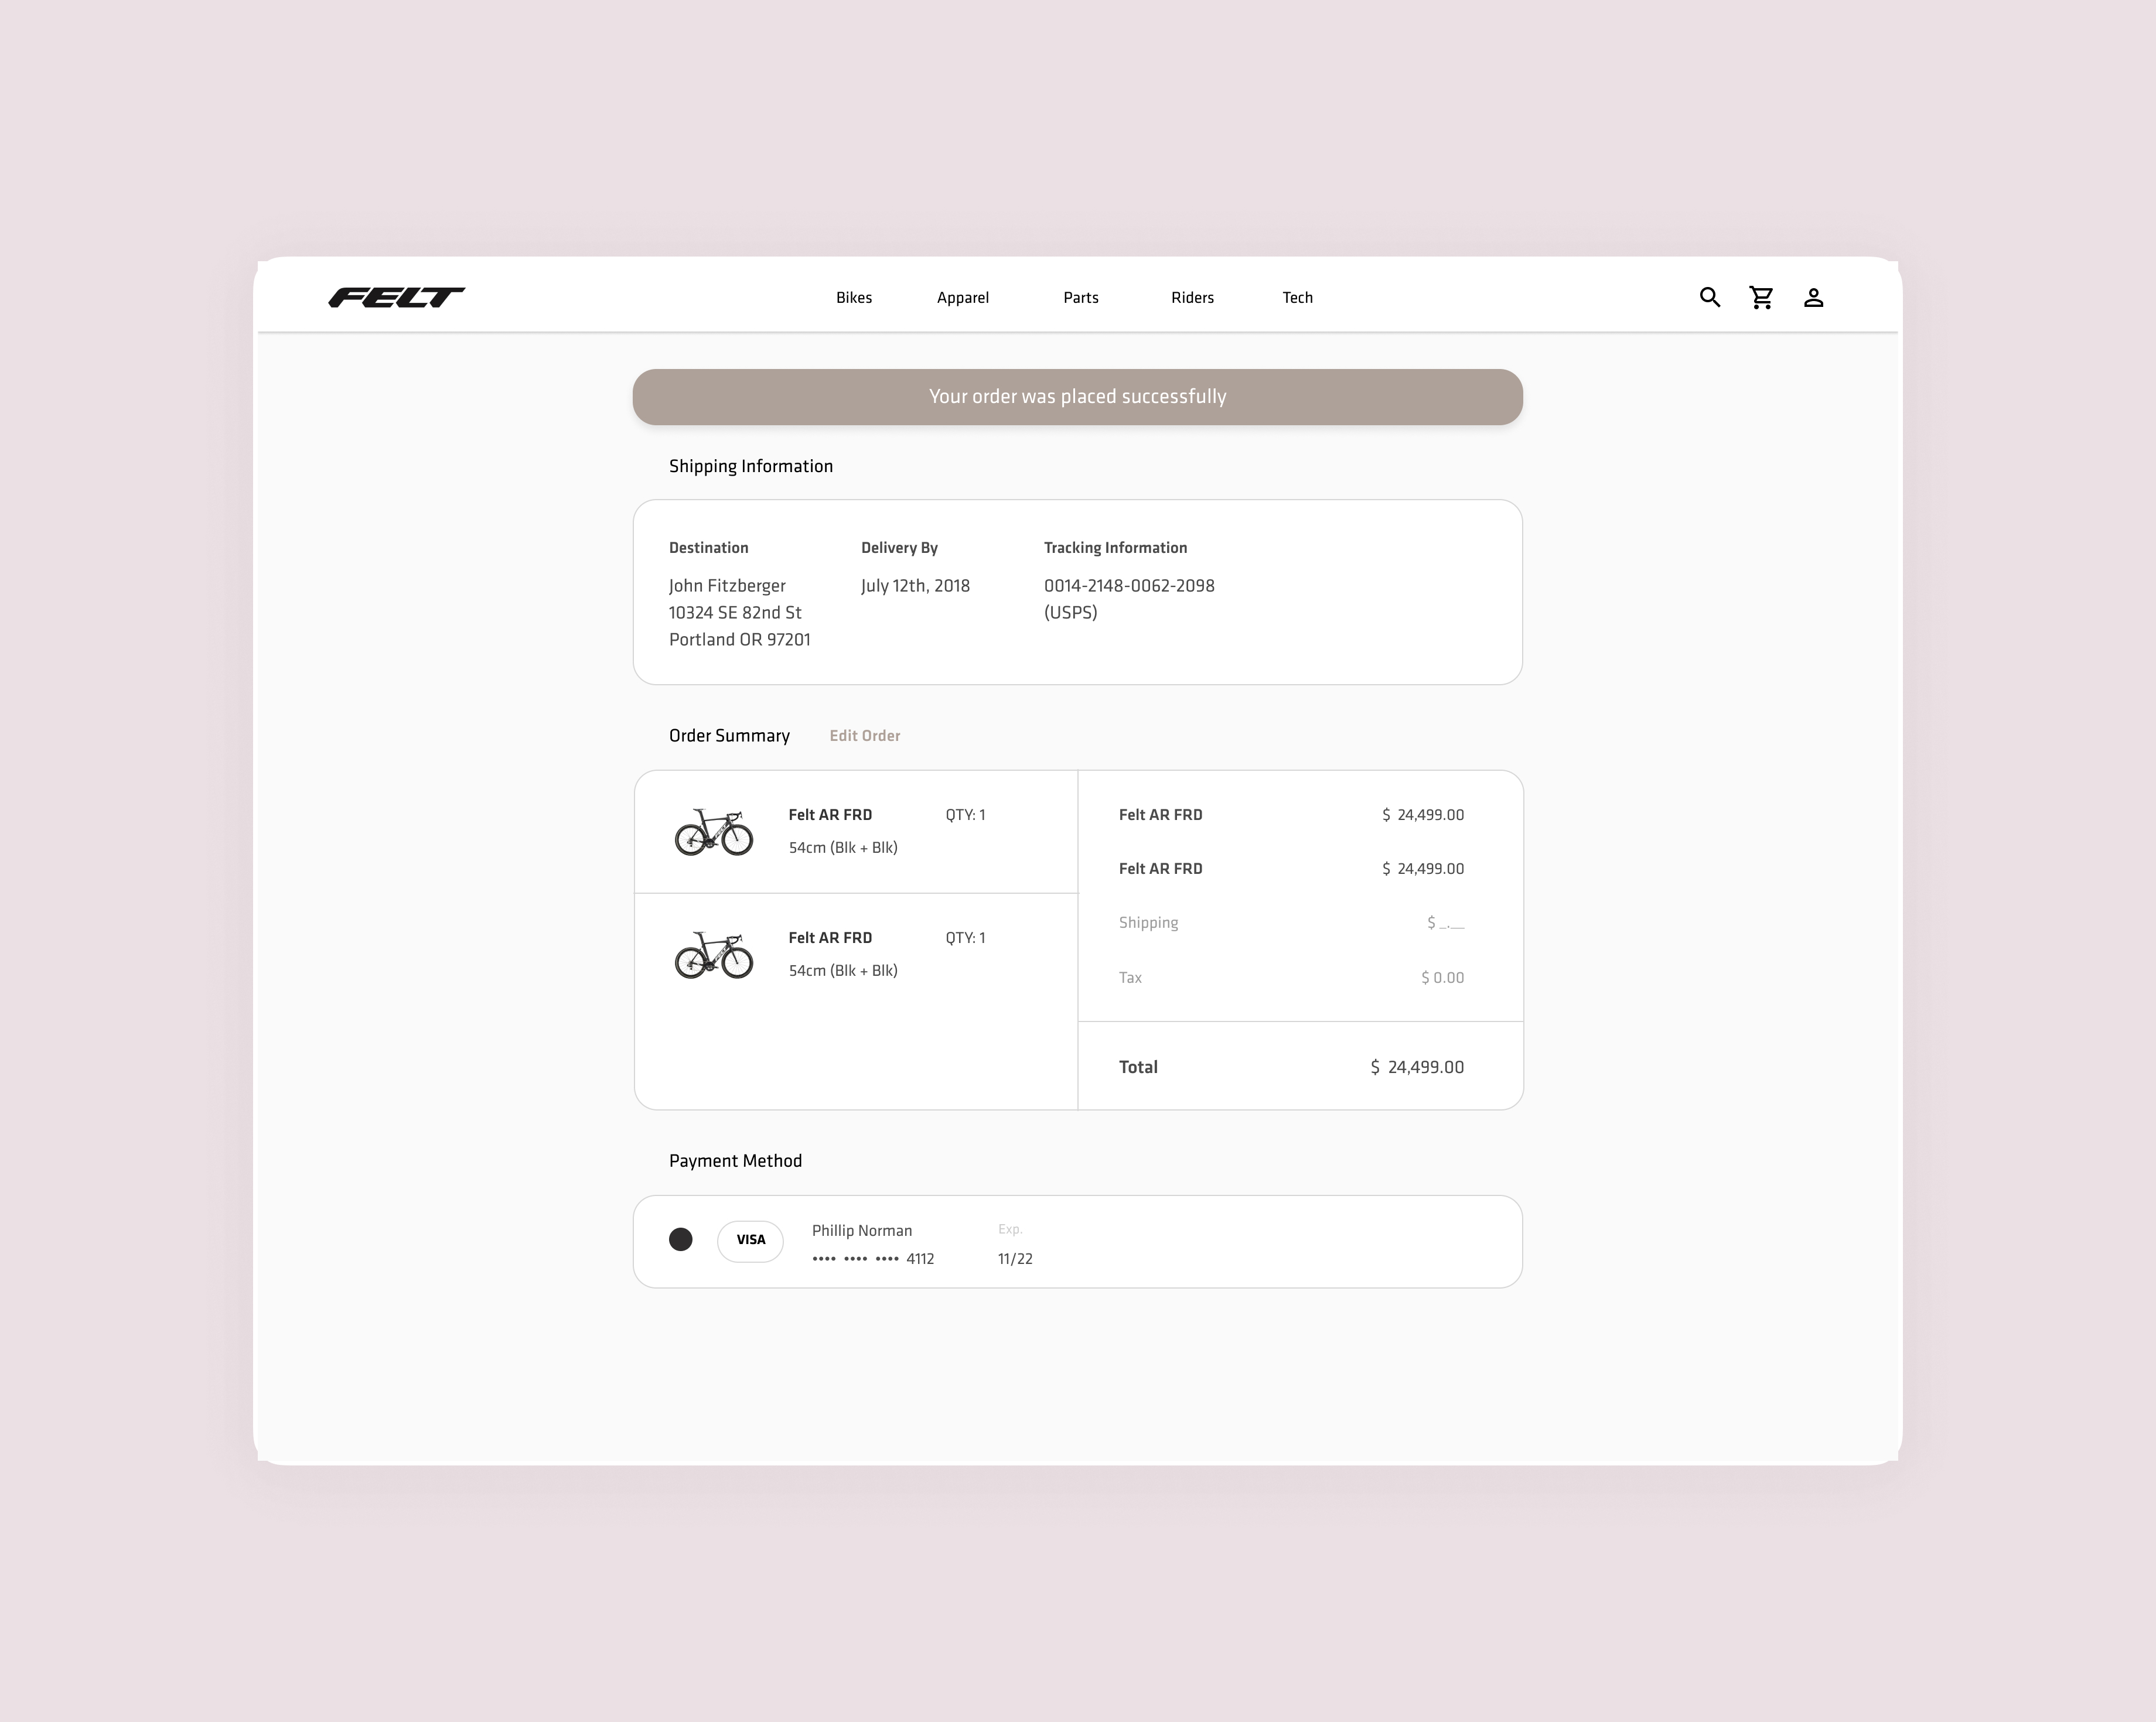 FELT
Bikes Apparel Parts Riders Tech
Your order was placed successfully
Shipping Information
Destination Delivery By Tracking Information
John Fitzberger July 12th, 2018 0014-2148-0062-2098
10324 SE 82nd St (USPS)
Portland OR 97201
Order Summary Edit Order
Felt AR FRD QTY: 1
54cm (Blk + Blk)
Felt AR FRD QTY: 1
54cm (Blk + Blk)
Felt AR FRD $ 24,499.00
Felt AR FRD $ 24,499.00
Shipping $ _.__
Tax $ 0.00
Total $ 24,499.00
Payment Method
VISA
Phillip Norman Exp.
•••• •••• •••• 4112 11/22